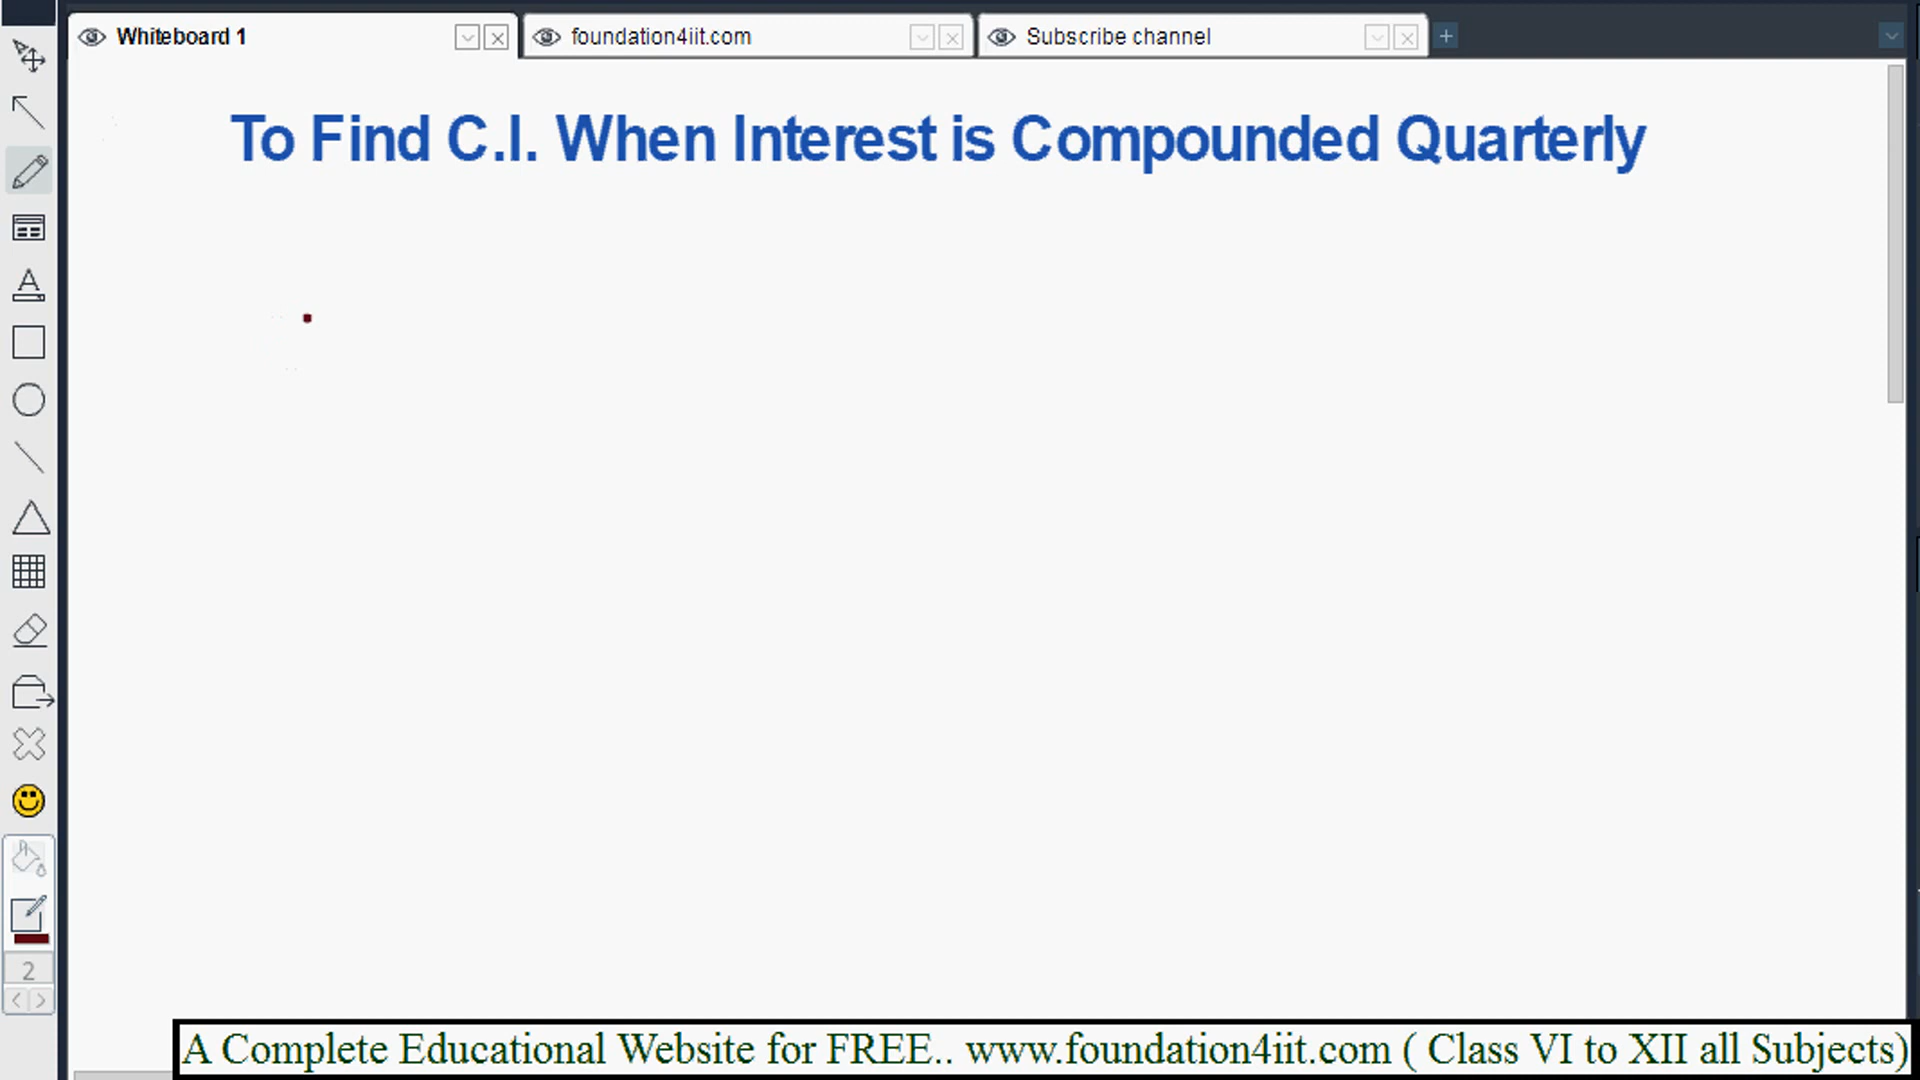 Whiteboard 1
foundation4iit.com
Subscribe channel
To Find C.I. When Interest is Compounded Quarterly
2
A Complete Educational Website for FREE.. www.foundation4iit.com ( Class VI to XII all Subjects)